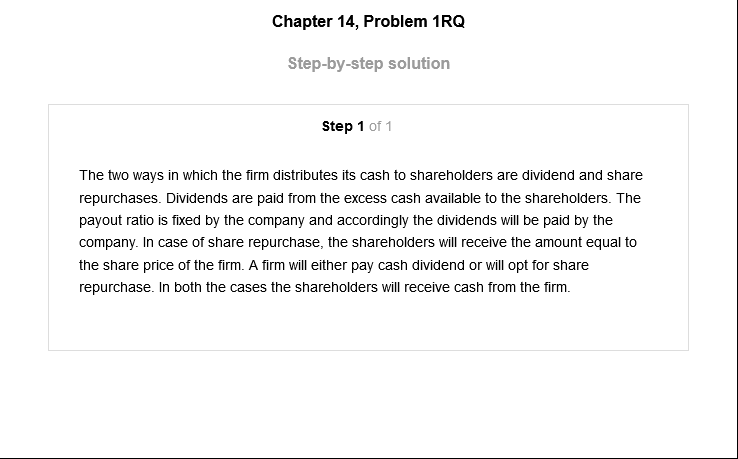 Chapter 14, Problem 1RQ
Step-by-step solution
Step 1 of 1
The two ways in which the firm distributes its cash to shareholders are dividend and share
repurchases. Dividends are paid from the excess cash available to the shareholders. The
payout ratio is fixed by the company and accordingly the dividends will be paid by the
company. In case of share repurchase, the shareholders will receive the amount equal to
the share price of the firm. A firm will either pay cash dividend or will opt for share
repurchase. In both the cases the shareholders will receive cash from the firm.